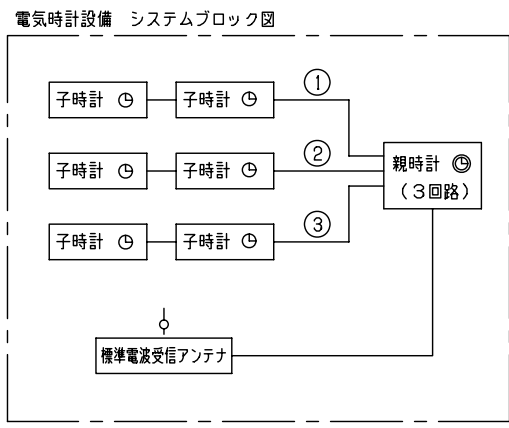 電気時計設備 システムブロック図
①
子時計
子時計
②
子時計
子時計
親時計
(3回路)
③
子時計
子時計
標準電波受信アンテナ